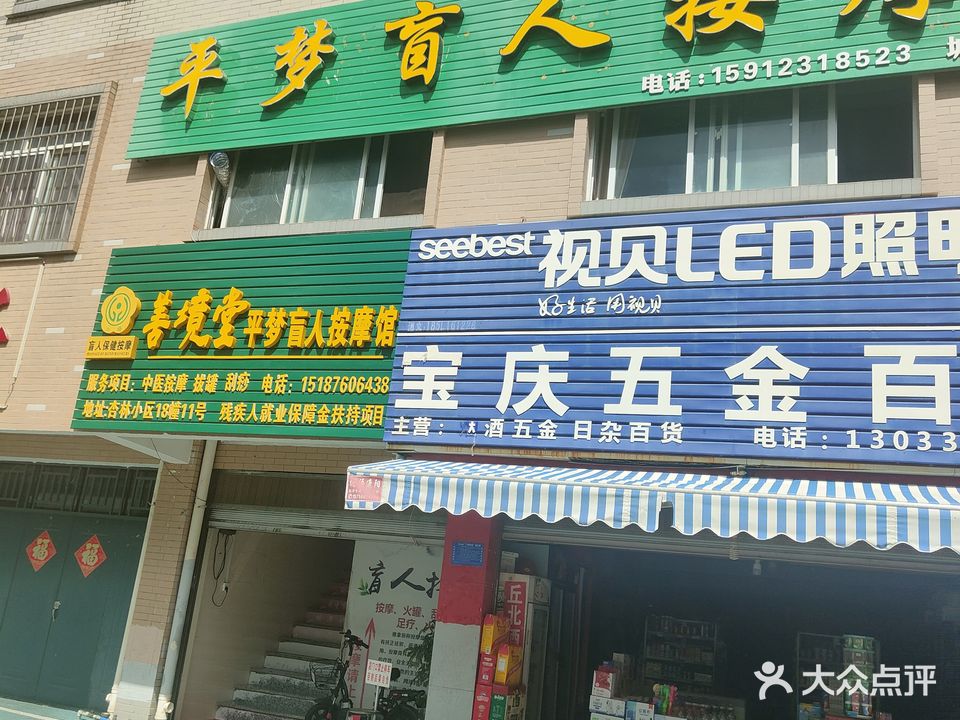 平梦盲人按摩
电话:15912318523
seebest 视贝LED照明
好生活 用视贝
善境堂平梦盲人按摩馆
盲人保健按摩
服务项目:中医按摩 拔罐 刮痧 电话:15187606438
地址:杏林小区18幢11号 残疾人就业保障金扶持项目
宝庆五金百
主营: 酒五金 日杂百货 电话:13033
福
福
盲人按
按摩、火罐、刮
足疗、
丘北
大众点评